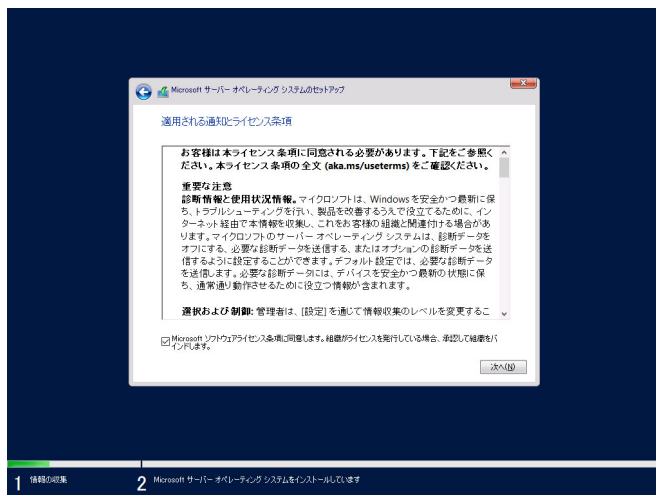 Microsoft サーバー オペレーティング システムのセットアップ
適用される通知とライセンス条項
お客様は本ライセンス条項に同意される必要があります。下記をご参照く
ださい。本ライセンス条項の全文 (aka.ms/useterms) をご確認ください。
重要な注意
診断情報と使用状況情報。マイクロソフトは、Windows を安全かつ最新に保
ち、トラブルシューティングを行い、製品を改善するうえで役立てるために、イン
ターネット経由で本情報を収集し、これをお客様の組織と関連付ける場合があ
ります。マイクロソフトのサーバー オペレーティング システムは、診断データを
オフにする、必要な診断データを送信する、またはオプションの診断データを送
信するように設定することができます。デフォルト設定では、必要な診断データ
を送信します。必要な診断データには、デバイスを安全かつ最新の状態に保
ち、通常通り動作させるために役立つ情報が含まれます。
選択および制御: 管理者は、[設定] を通じて情報収集のレベルを変更するこ
Microsoft ソフトウェアライセンス条項に同意します。組織がライセンスを発行している場合、承認して組織をバ
インドします。
次へ(N)
1 情報の収集
2 Microsoft サーバー オペレーティング システムをインストールしています